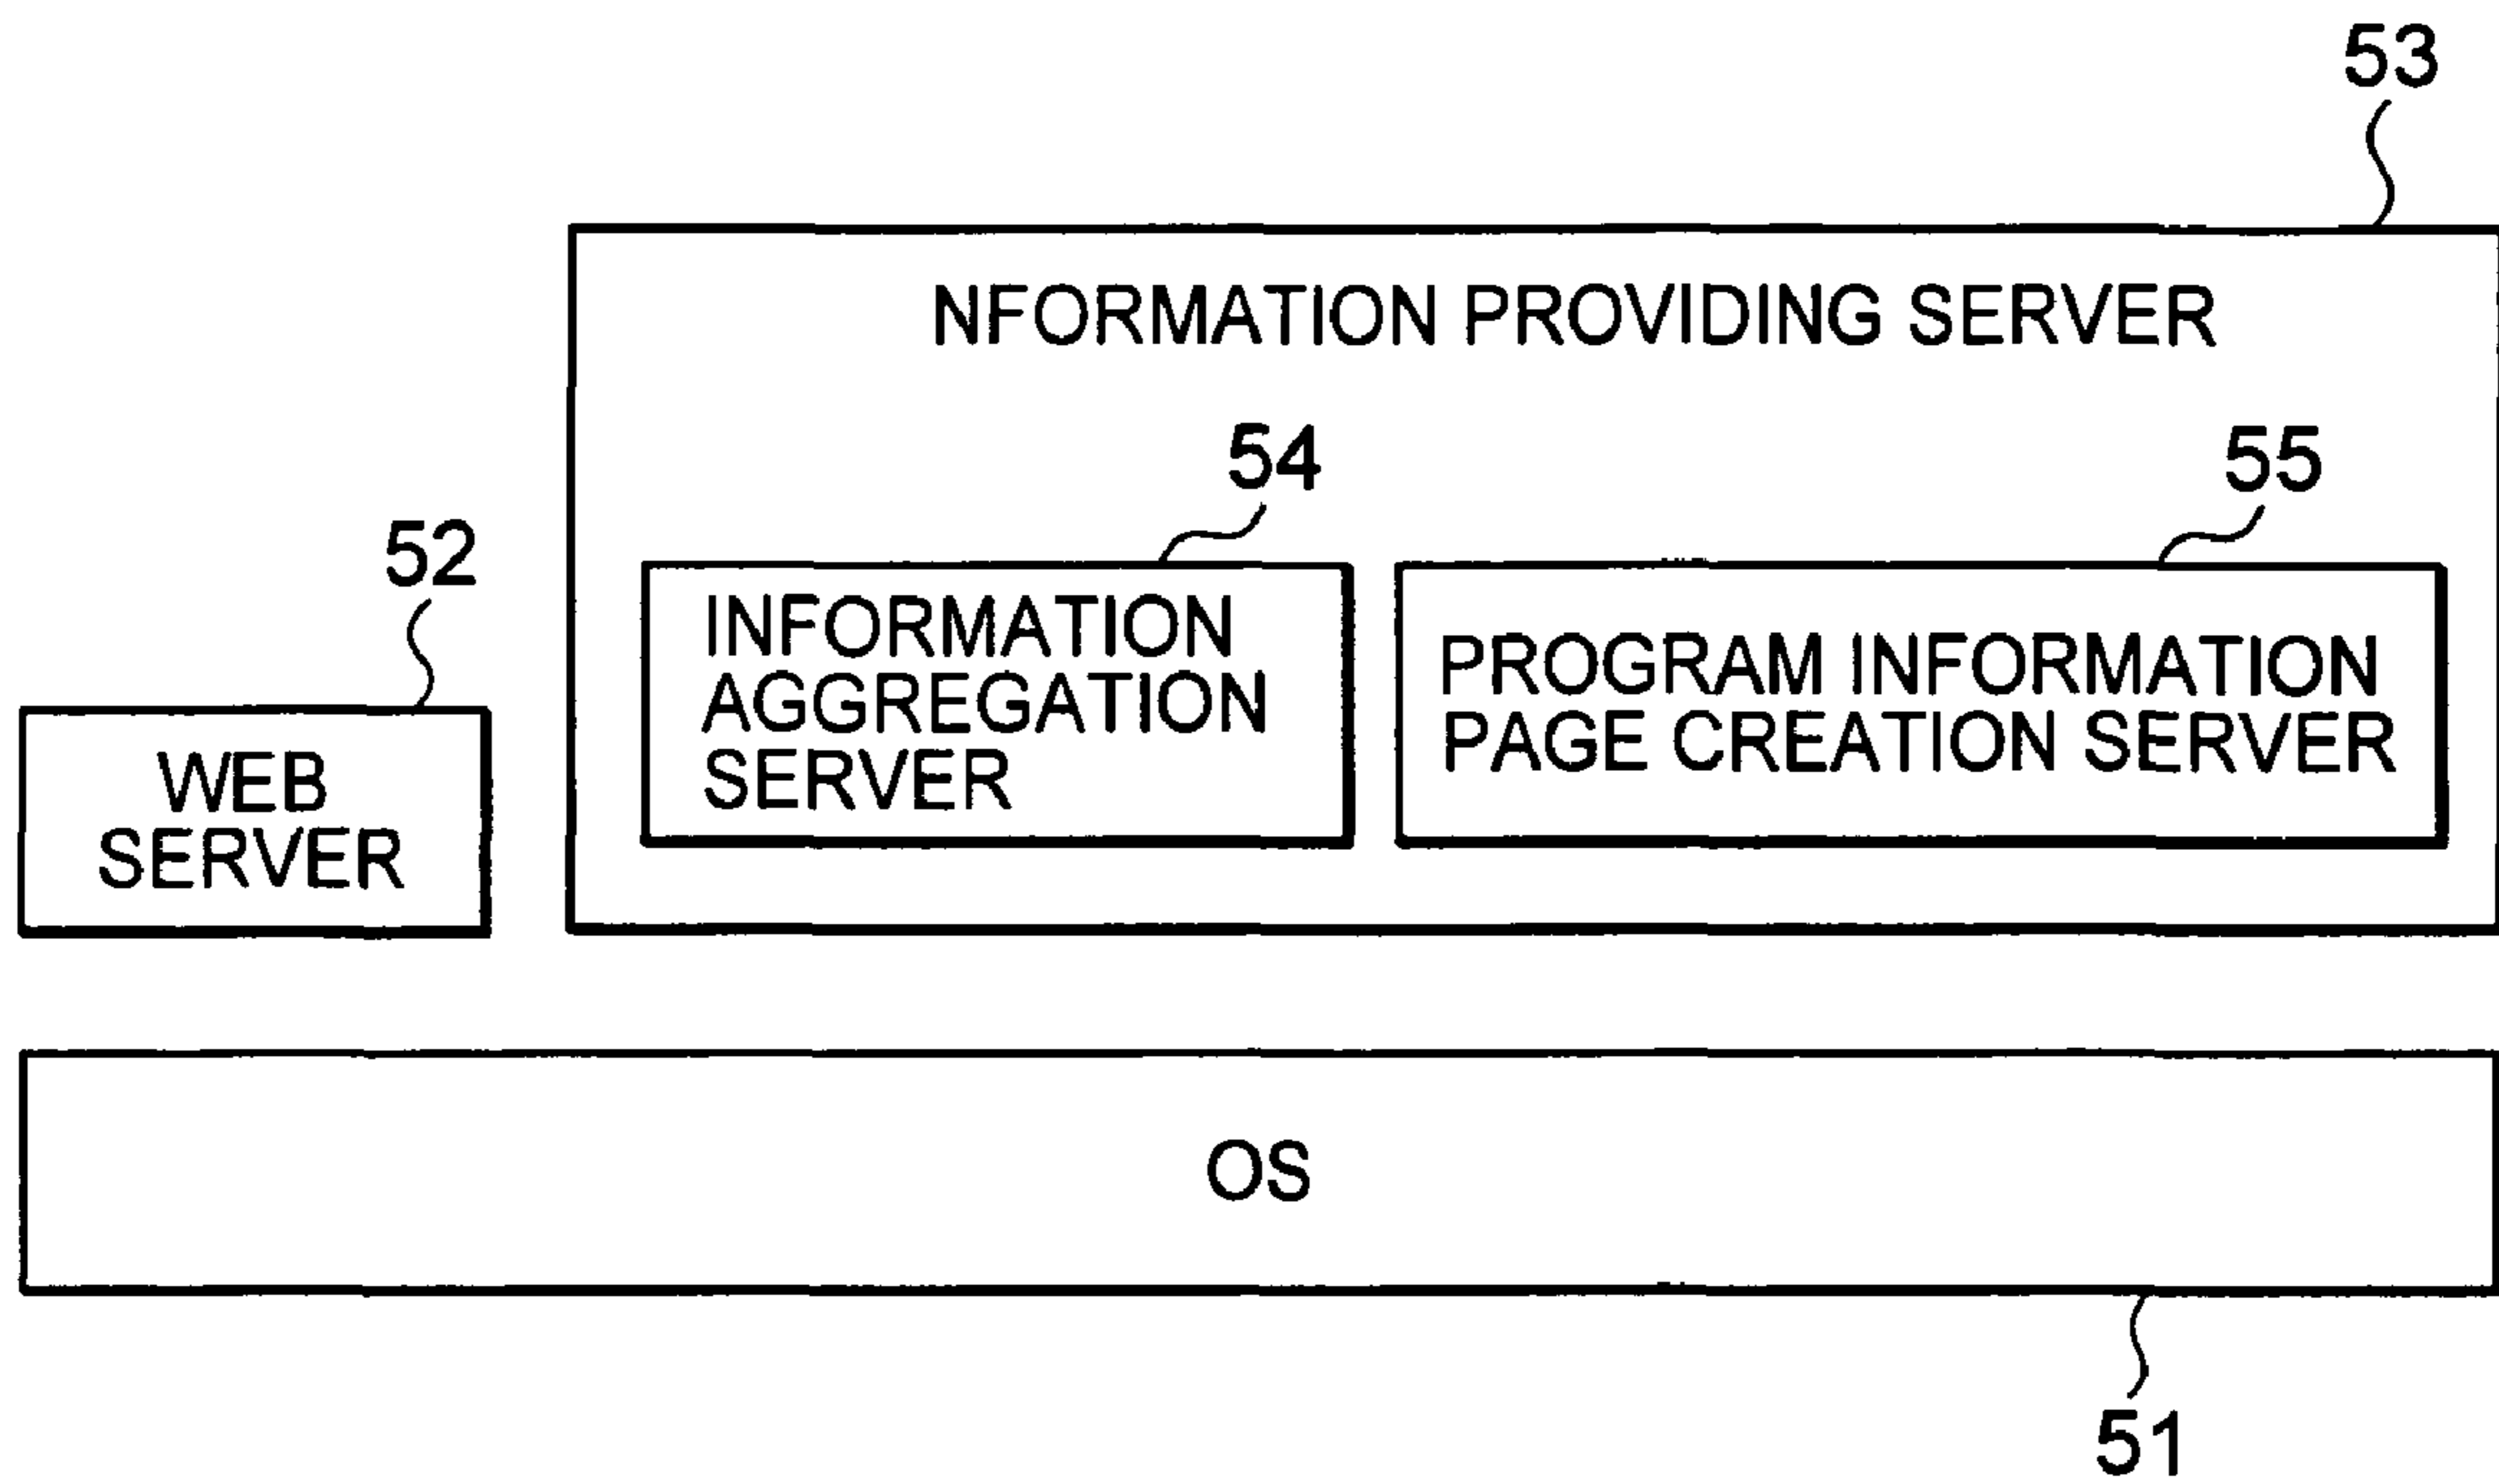 53
NFORMATION PROVIDING SERVER
54
55
52
INFORMATION
AGGREGATION
SERVER
PROGRAM INFORMATION
PAGE CREATION SERVER
WEB
SERVER
OS
51